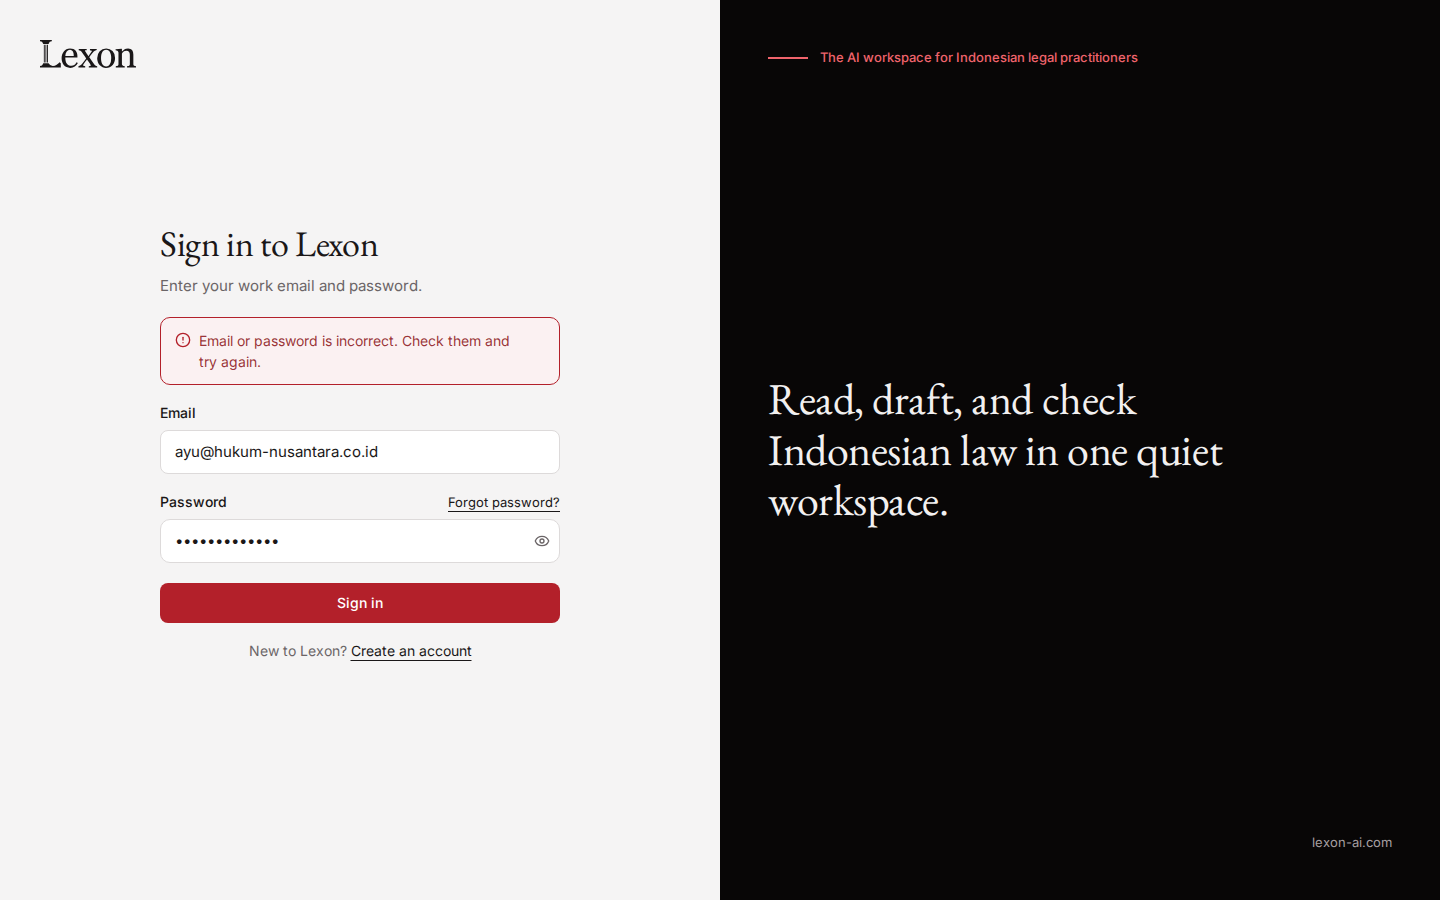 Lexon
Sign in to Lexon
Enter your work email and password.
Email or password is incorrect. Check them and
try again.
Email
ayu@hukum-nusantara.co.id
Password
Forgot password?
•••••••••••••
Sign in
New to Lexon? Create an account
The AI workspace for Indonesian legal practitioners
Read, draft, and check
Indonesian law in one quiet
workspace.
lexon-ai.com